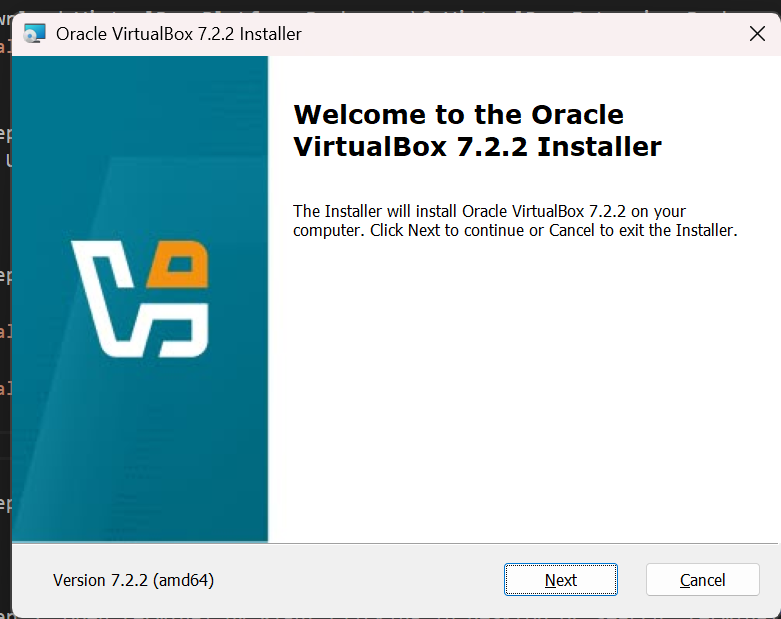 Oracle VirtualBox 7.2.2 Installer
Welcome to the Oracle
VirtualBox 7.2.2 Installer
The Installer will install Oracle VirtualBox 7.2.2 on your
computer. Click Next to continue or Cancel to exit the Installer.
Version 7.2.2 (amd64)
Next
Cancel